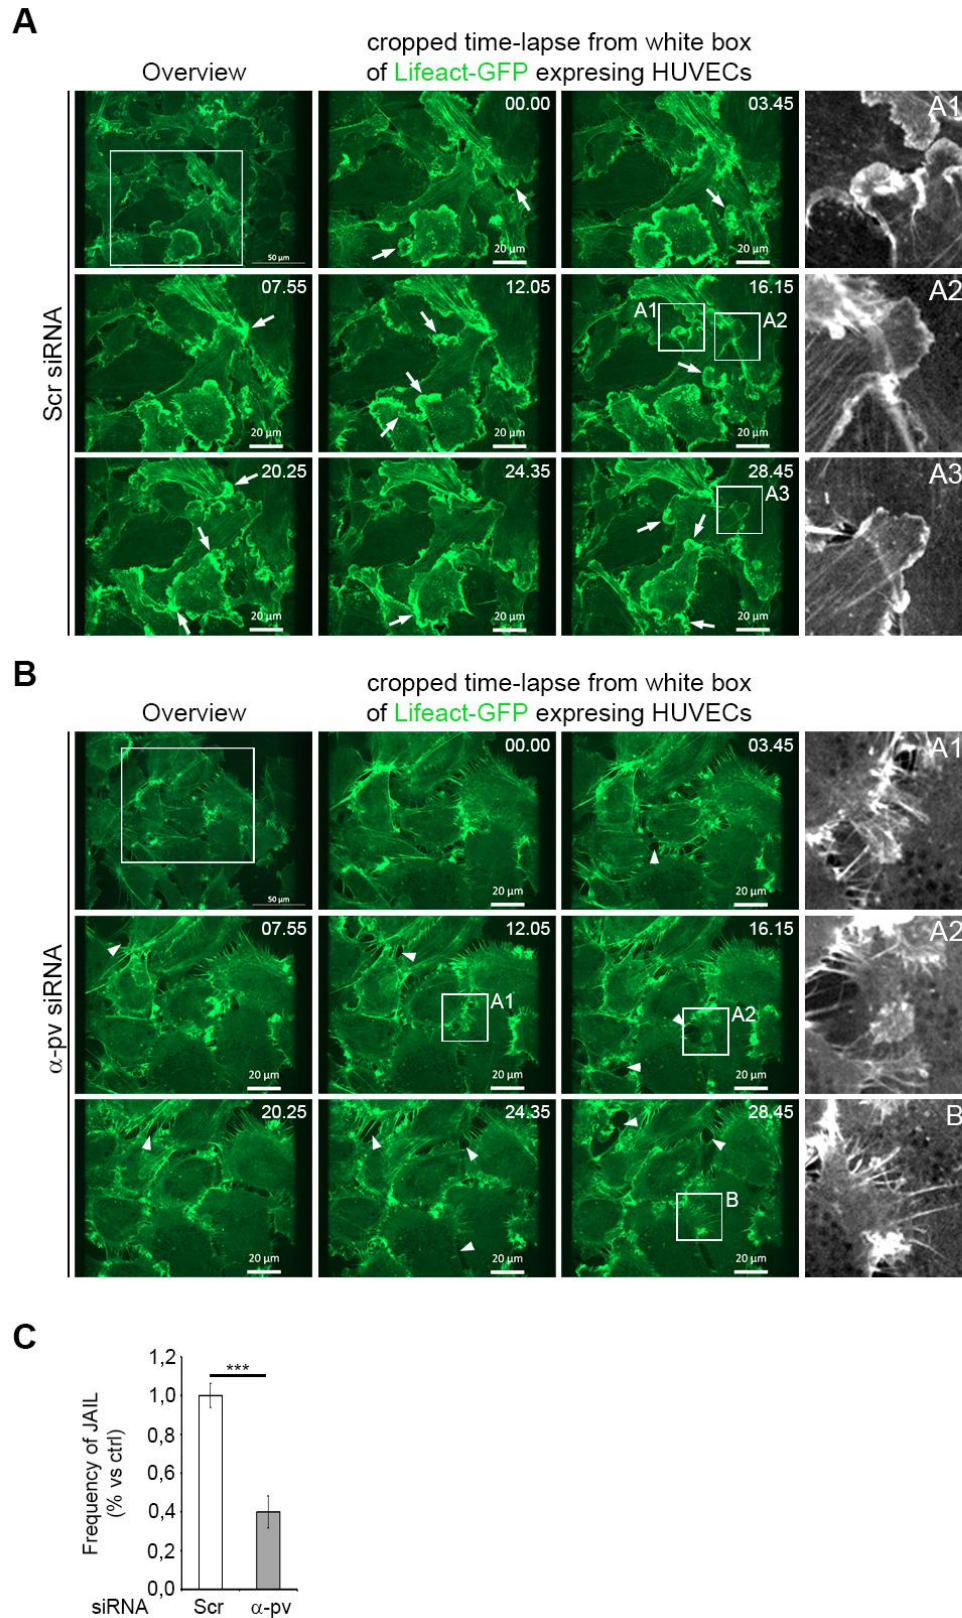 A
cropped time-lapse from white box
Overview of Lifeact-GFP expresing HUVECs
Scr siRNA
50 µm
00.00
20 µm
03.45
20 µm
A1
07.55
20 µm
12.05
20 µm
16.15
A1
A2
20 µm
A2
20.25
20 µm
24.35
20 µm
28.45
A3
20 µm
A3
B
cropped time-lapse from white box
Overview of Lifeact-GFP expresing HUVECs
α-pv siRNA
50 µm
00.00
20 µm
03.45
20 µm
A1
07.55
20 µm
12.05
A1
20 µm
16.15
A2
20 µm
A2
20.25
20 µm
24.35
20 µm
28.45
B
20 µm
B
C
Frequency of JAIL
(% vs ctrl)
1,2
1,0
0,8
0,6
0,4
0,2
0,0
***
siRNA Scr α-pv